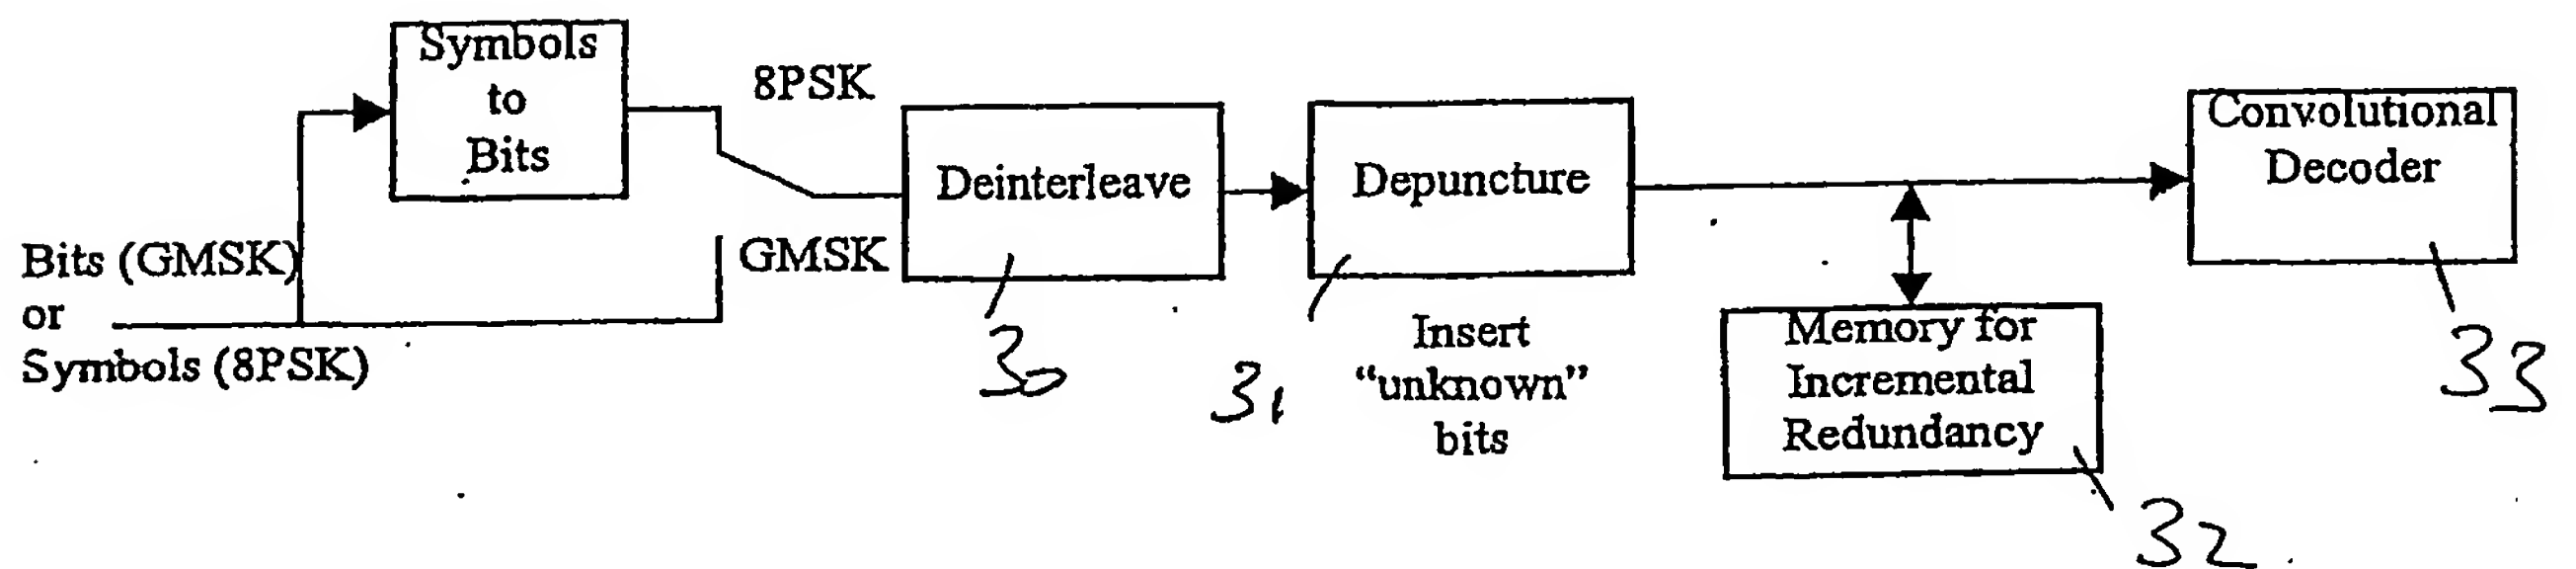 Symbols
to
Bits
8PSK
GMSK
Bits (GMSK)
or
Symbols (8PSK)
Deinterleave
30
Depuncture
31
Insert
“unknown”
bits
Memory for
Incremental
Redundancy
32
Convolutional
Decoder
33